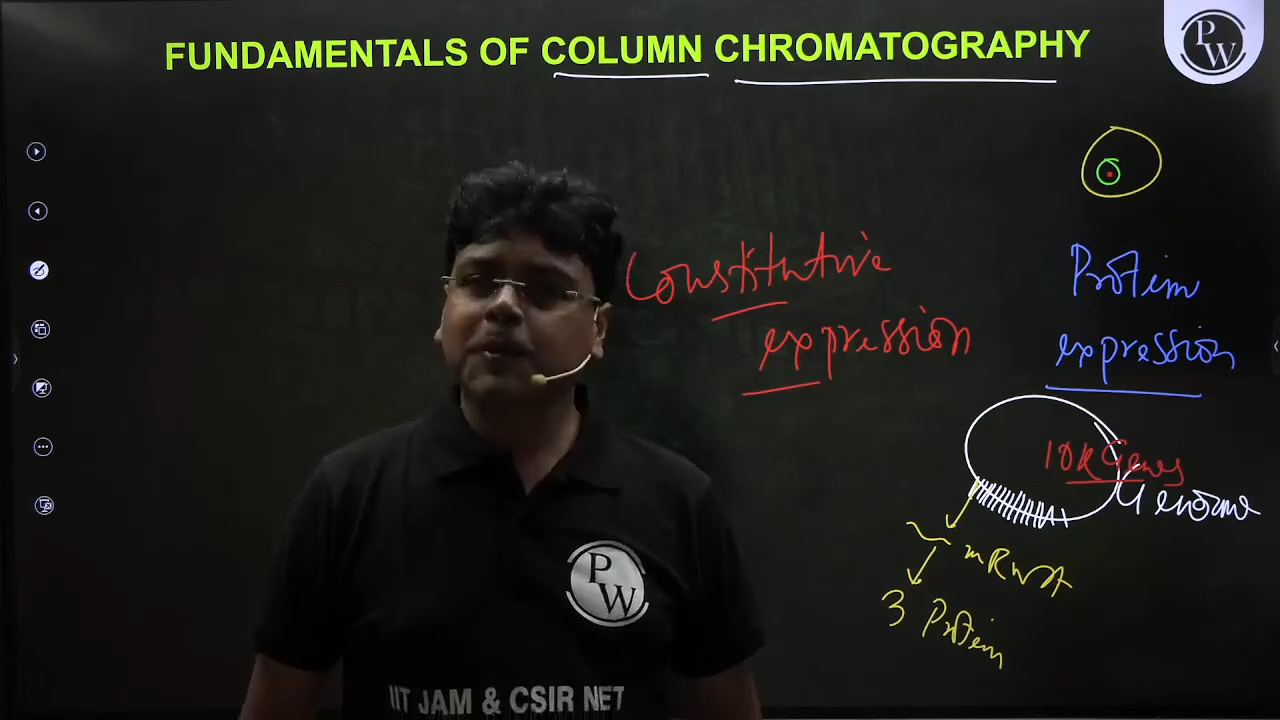 FUNDAMENTALS OF COLUMN CHROMATOGRAPHY
PW
Constitutive
expression
Protein
expression
10k Genes
Genome
mRNA
3 Protein
PW
IIT JAM & CSIR NET